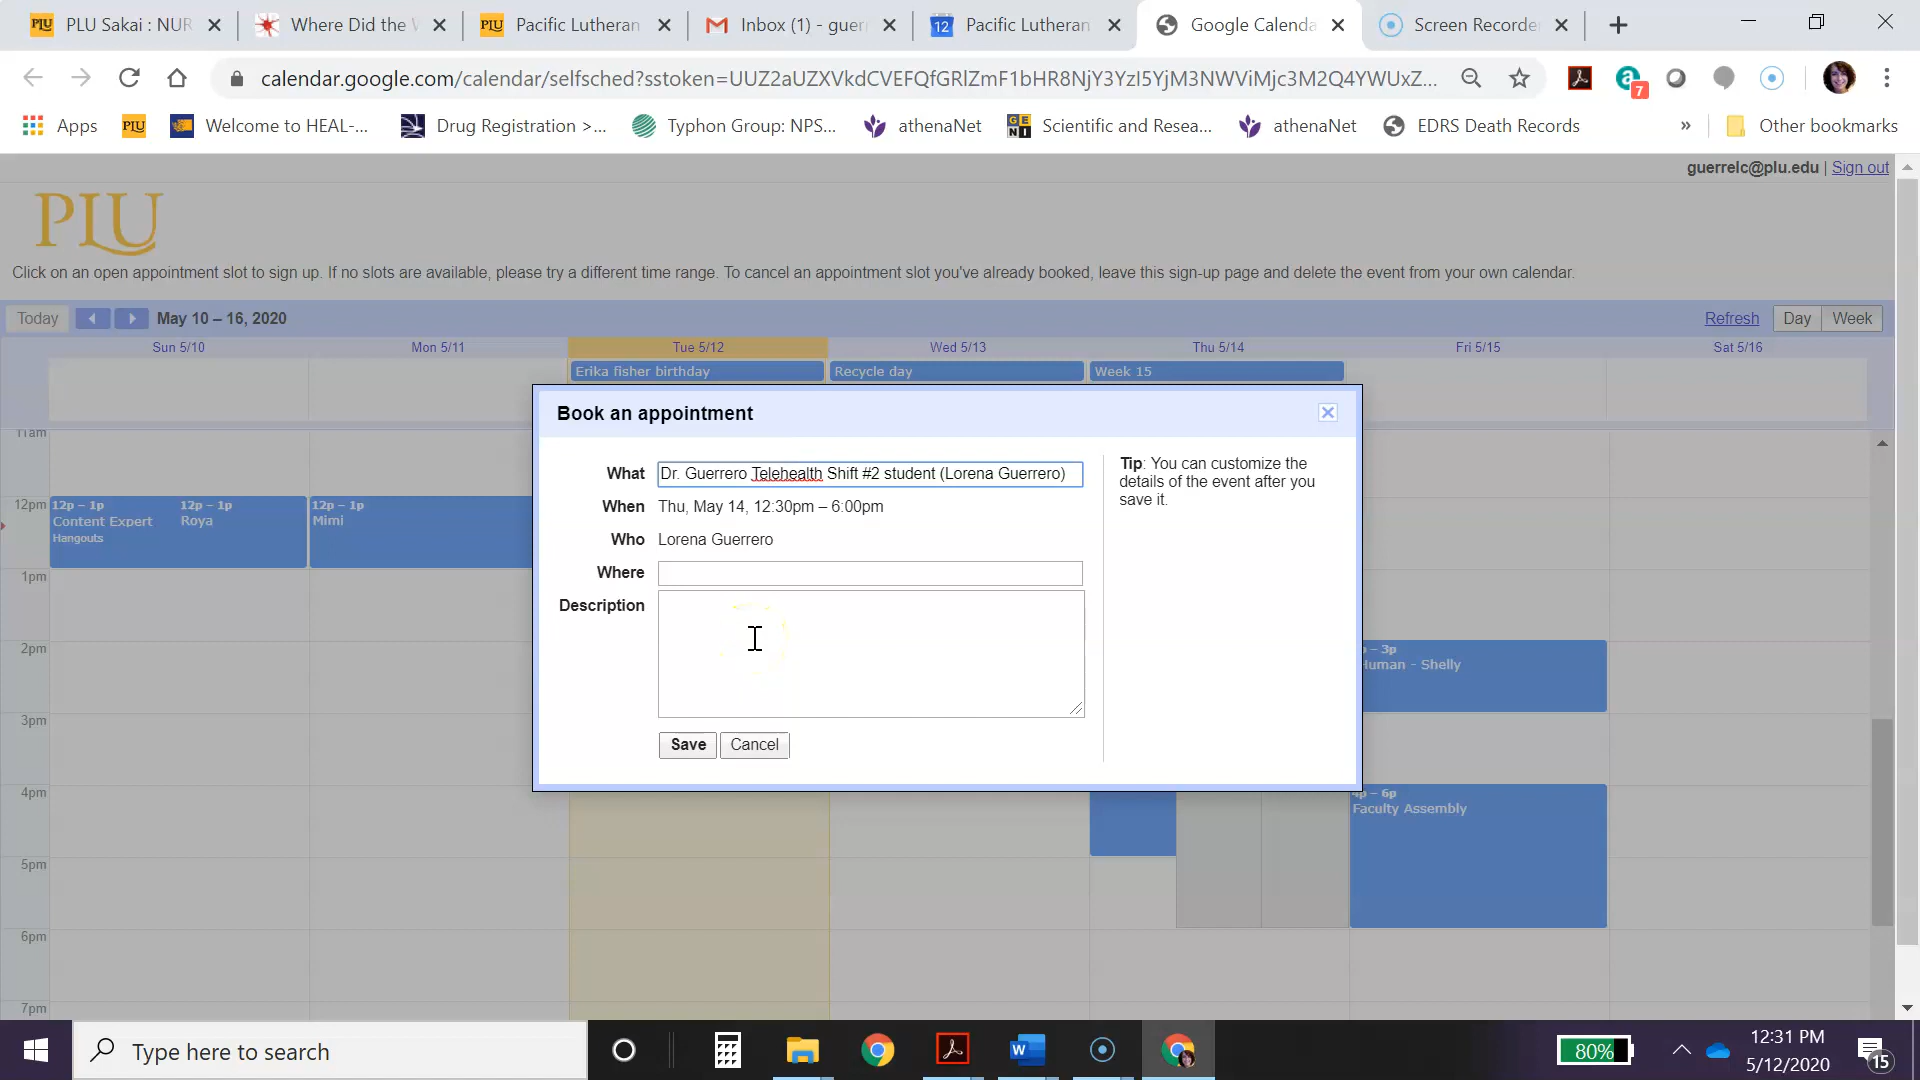 PLU Sakai : NUR
Where Did the W
Pacific Lutheran
Inbox (1) - guerr
Pacific Lutheran
Google Calenda
Screen Recorde
calendar.google.com/calendar/selfsched?sstoken=UUZ2aUZXVkdCVEFQfGRlZmF1bHR8NjY3YzI5YjM3NWViMjc3M2Q4YWUxZ...
7
Apps
PLU
Welcome to HEAL-...
Drug Registration >...
Typhon Group: NPS...
athenaNet
Scientific and Resea...
athenaNet
EDRS Death Records
»
Other bookmarks
guerrelc@plu.edu | Sign out
PLU
Click on an open appointment slot to sign up. If no slots are available, please try a different time range. To cancel an appointment slot you've already booked, leave this sign-up page and delete the event from your own calendar.
Today
May 10 – 16, 2020
Refresh
Day
Week
Sun 5/10
Mon 5/11
Tue 5/12
Wed 5/13
Thu 5/14
Fri 5/15
Sat 5/16
Erika fisher birthday
Recycle day
Week 15
Book an appointment
What Dr. Guerrero Telehealth Shift #2 student (Lorena Guerrero)
When Thu, May 14, 12:30pm – 6:00pm
Who Lorena Guerrero
Where
Description
Save
Cancel
Tip: You can customize the
details of the event after you
save it.
11am
12pm
1pm
2pm
3pm
4pm
5pm
6pm
7pm
12p – 1p
Content Expert
Hangouts
12p – 1p
Roya
12p – 1p
Mimi
p – 3p
Human - Shelly
4p – 6p
Faculty Assembly
Type here to search
80%
12:31 PM
5/12/2020
15